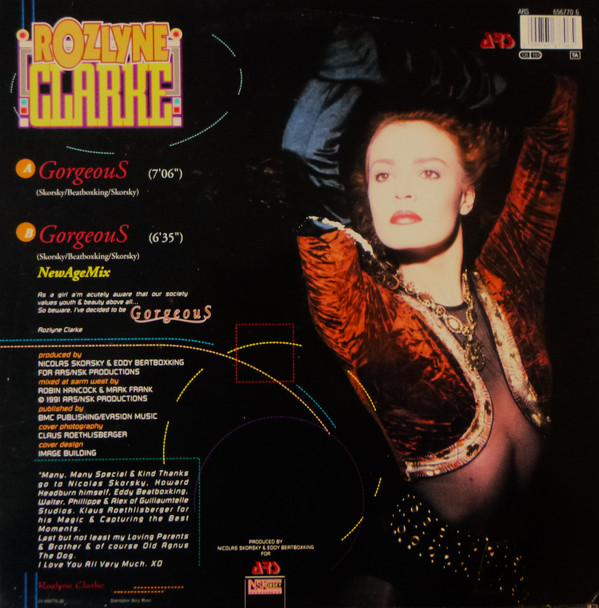 ROZLYNE
CLARKE
ARS 656770 6
ARS
A GorgeouS (7'06")
(Skorsky/Beatboxking/Skorsky)
B GorgeouS (6'35")
(Skorsky/Beatboxking/Skorsky)
NewAgeMix
As a girl a'm acutely aware that our society
values youth & beauty above all...
So beware. I've decided to be GorgeouS
Rozlyne Clarke
produced by
NICOLAS SKORSKY & EDDY BEATBOXKING
FOR ARS/NSK PRODUCTIONS
mixed at sarm west by
ROBIN HANCOCK & MARK FRANK
© 1991 ARS/NSK PRODUCTIONS
published by
BMC PUBLISHING/EVASION MUSIC
cover photography
CLAUS ROETHLISBERGER
cover design
IMAGE BUILDING
"Many, Many Special & Kind Thanks
go to Nicolas Skorsky, Howard
Headburn himself, Eddy Beatboxking,
Walter, Phillippe & Alex of Guillaumtelle
Studios. Klaus Roethlisberger for
his Magic & Capturing the Best
Moments.
Last but not least my Loving Parents
& Brother & of course Old Agnus
The Dog.
I Love You All Very Much. XO
Rozlyne Clarke
PRODUCED BY
NICOLAS SKORSKY & EDDY BEATBOXKING
FOR
ARS